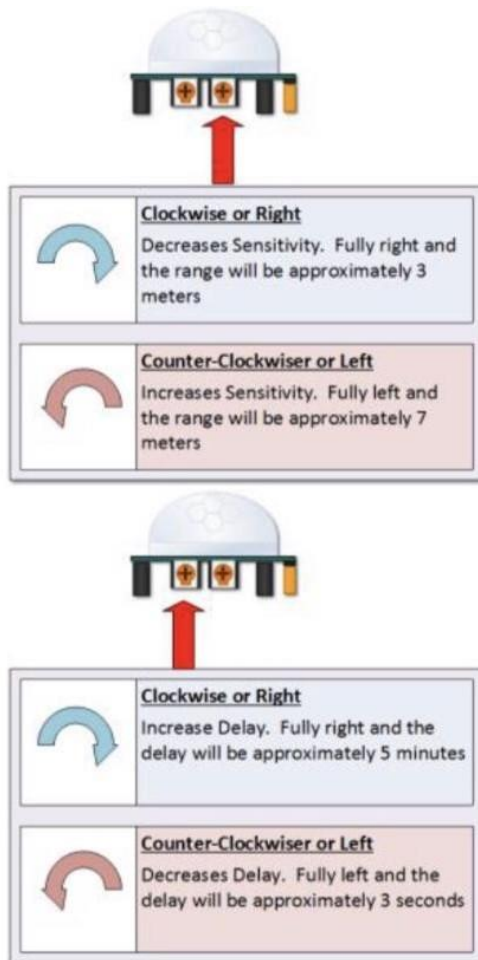 Clockwise or Right
Decreases Sensitivity. Fully right and
the range will be approximately 3
meters
Counter-Clockwiser or Left
Increases Sensitivity. Fully left and
the range will be approximately 7
meters
Clockwise or Right
Increase Delay. Fully right and the
delay will be approximately 5 minutes
Counter-Clockwiser or Left
Decreases Delay. Fully left and the
delay will be approximately 3 seconds